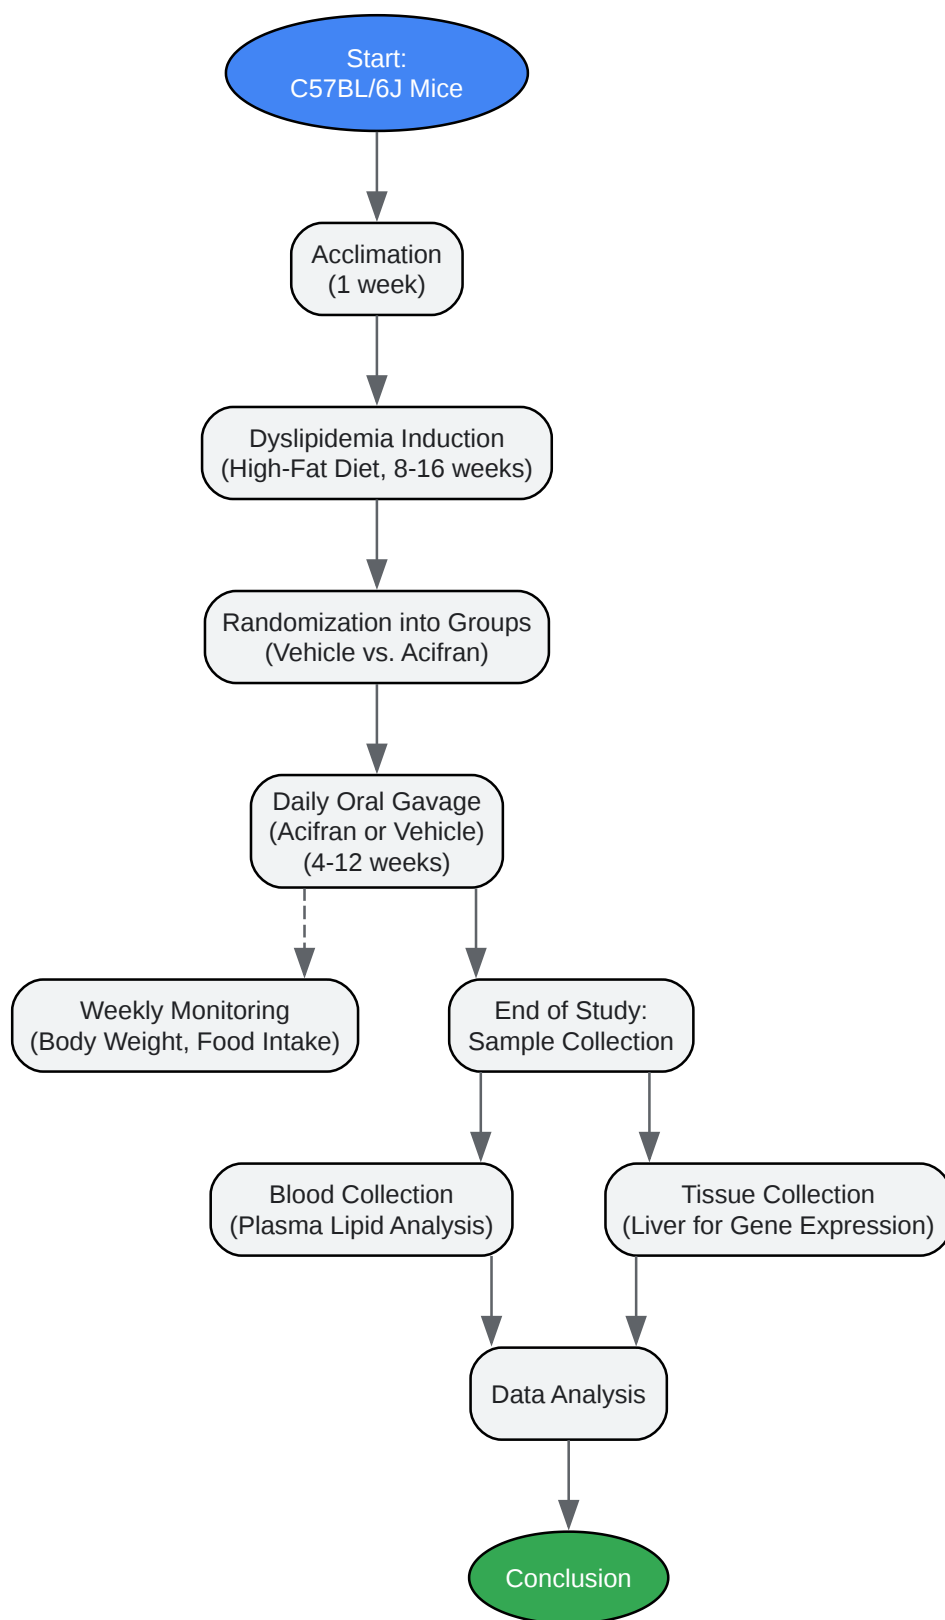 Start:
C57BL/6J Mice
Acclimation
(1 week)
Dyslipidemia Induction
(High-Fat Diet, 8-16 weeks)
Randomization into Groups
(Vehicle vs. Acifran)
Daily Oral Gavage
(Acifran or Vehicle)
(4-12 weeks)
Weekly Monitoring
(Body Weight, Food Intake)
End of Study:
Sample Collection
Blood Collection
(Plasma Lipid Analysis)
Tissue Collection
(Liver for Gene Expression)
Data Analysis
Conclusion